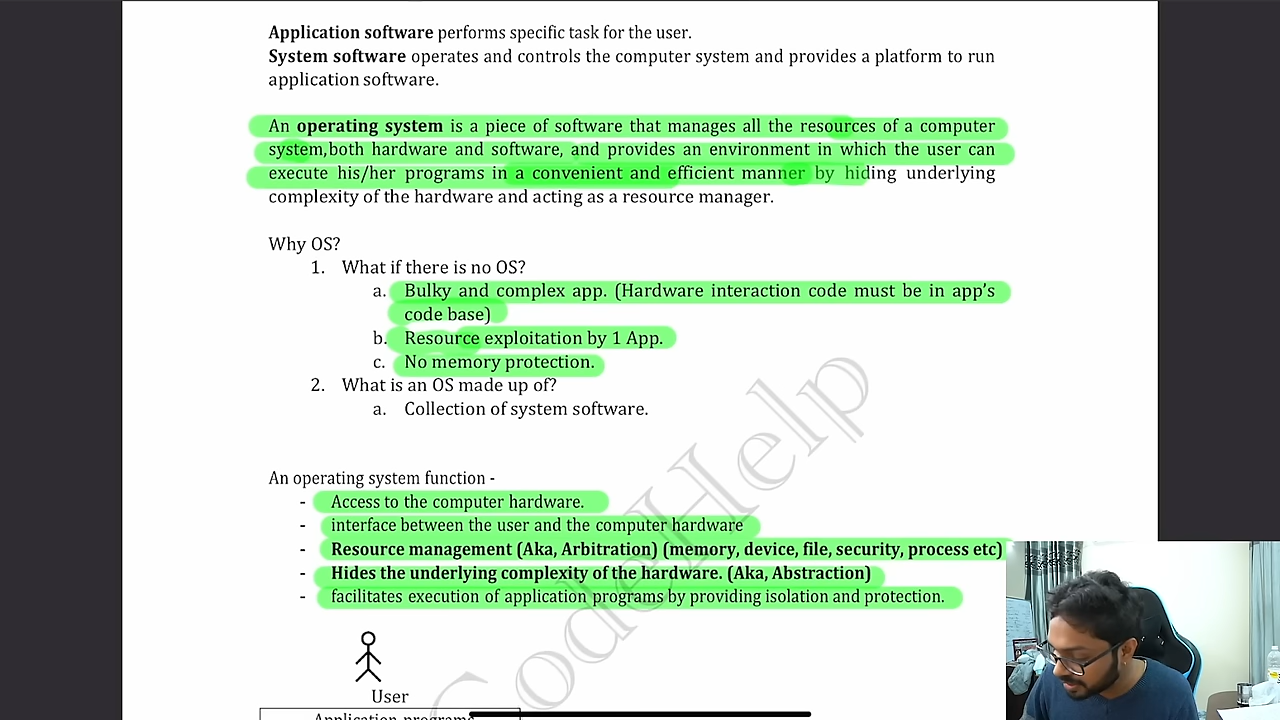 Application software performs specific task for the user.
System software operates and controls the computer system and provides a platform to run
application software.
An operating system is a piece of software that manages all the resources of a computer
system,both hardware and software, and provides an environment in which the user can
execute his/her programs in a convenient and efficient manner by hiding underlying
complexity of the hardware and acting as a resource manager.
Why OS?
1. What if there is no OS?
a. Bulky and complex app. (Hardware interaction code must be in app's
code base)
b. Resource exploitation by 1 App.
c. No memory protection.
2. What is an OS made up of?
a. Collection of system software.
An operating system function -
- Access to the computer hardware.
- interface between the user and the computer hardware
- Resource management (Aka, Arbitration) (memory, device, file, security, process etc)
- Hides the underlying complexity of the hardware. (Aka, Abstraction)
- facilitates execution of application programs by providing isolation and protection.
User
Application programs
CodeHelp